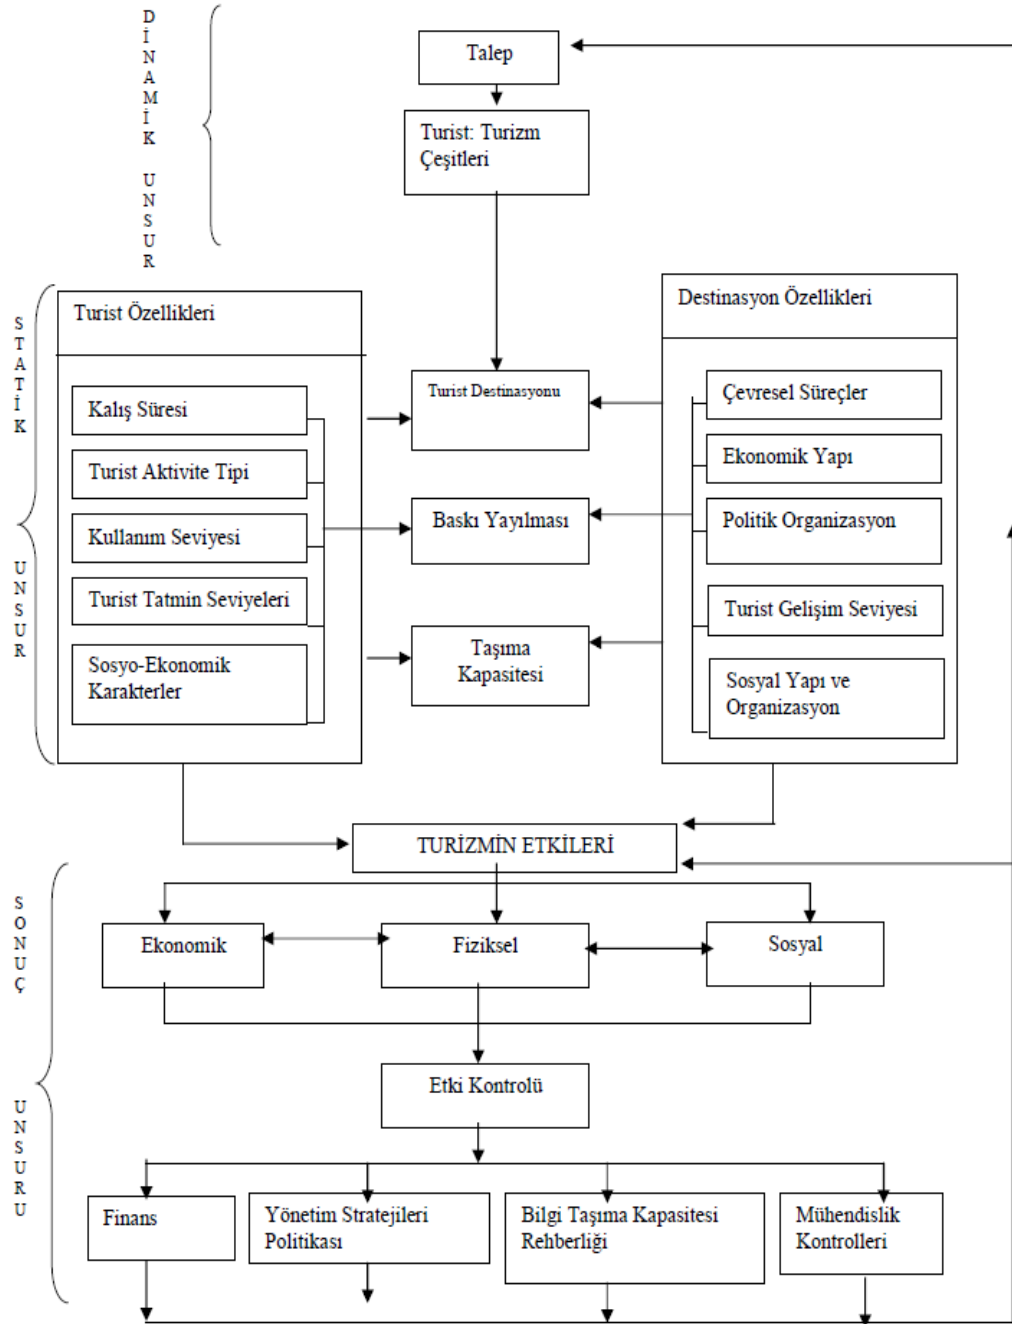 DİNAMİK UNSUR
Talep
Turist: Turizm
Çeşitleri
STATİK UNSUR
Turist Özellikleri
Kalış Süresi
Turist Aktivite Tipi
Kullanım Seviyesi
Turist Tatmin Seviyeleri
Sosyo-Ekonomik
Karakterler
Turist Destinasyonu
Baskı Yayılması
Taşıma
Kapasitesi
Destinasyon Özellikleri
Çevresel Süreçler
Ekonomik Yapı
Politik Organizasyon
Turist Gelişim Seviyesi
Sosyal Yapı ve
Organizasyon
TURİZMİN ETKİLERİ
SONUÇ UNSURU
Ekonomik
Fiziksel
Sosyal
Etki Kontrolü
Finans
Yönetim Stratejileri
Politikası
Bilgi Taşıma Kapasitesi
Rehberliği
Mühendislik
Kontrolleri